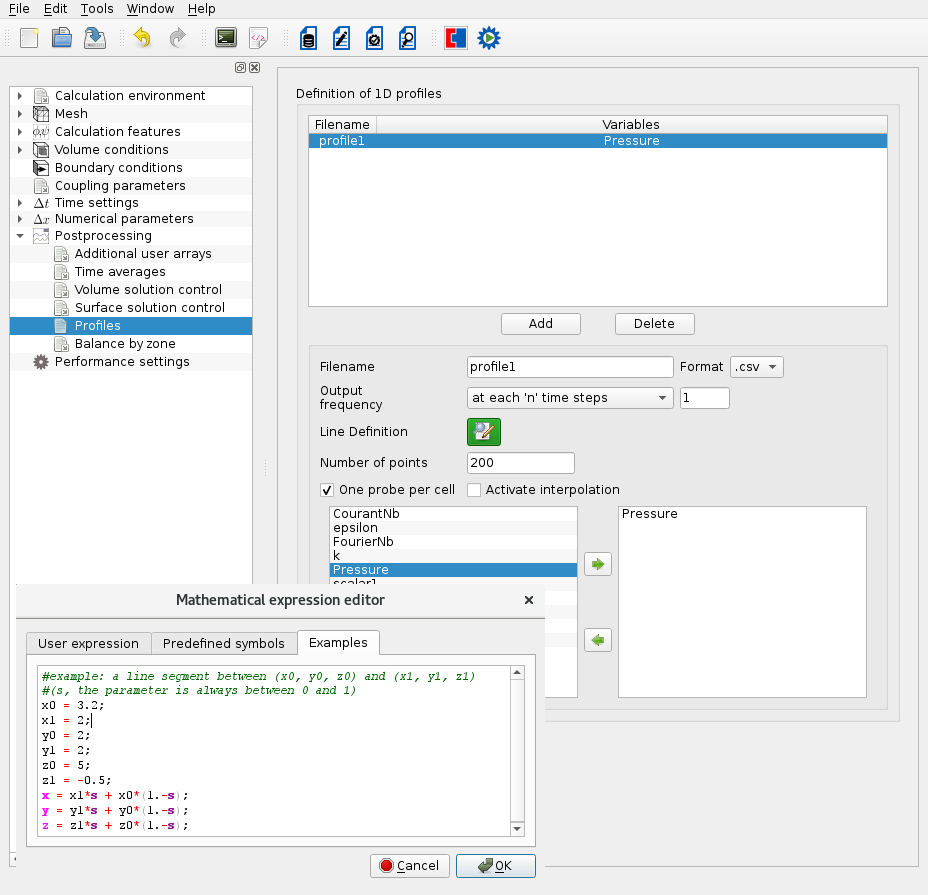 File Edit Tools Window Help
Calculation environment
Mesh
Calculation features
Volume conditions
Boundary conditions
Coupling parameters
Δt Time settings
Δx Numerical parameters
Postprocessing
Additional user arrays
Time averages
Volume solution control
Surface solution control
Profiles
Balance by zone
Performance settings
Definition of 1D profiles
Filename Variables
profile1 Pressure
Add Delete
Filename profile1 Format .csv
Output
frequency at each 'n' time steps 1
Line Definition
Number of points 200
One probe per cell Activate interpolation
CourantNb
epsilon
FourierNb
k
Pressure
scalar1
Pressure
Mathematical expression editor
User expression Predefined symbols Examples
#example: a line segment between (x0, y0, z0) and (x1, y1, z1)
#(s, the parameter is always between 0 and 1)
x0 = 3.2;
x1 = 2;
y0 = 2;
y1 = 2;
z0 = 5;
z1 = -0.5;
x = x1*s + x0*(1.-s);
y = y1*s + y0*(1.-s);
z = z1*s + z0*(1.-s);
Cancel OK